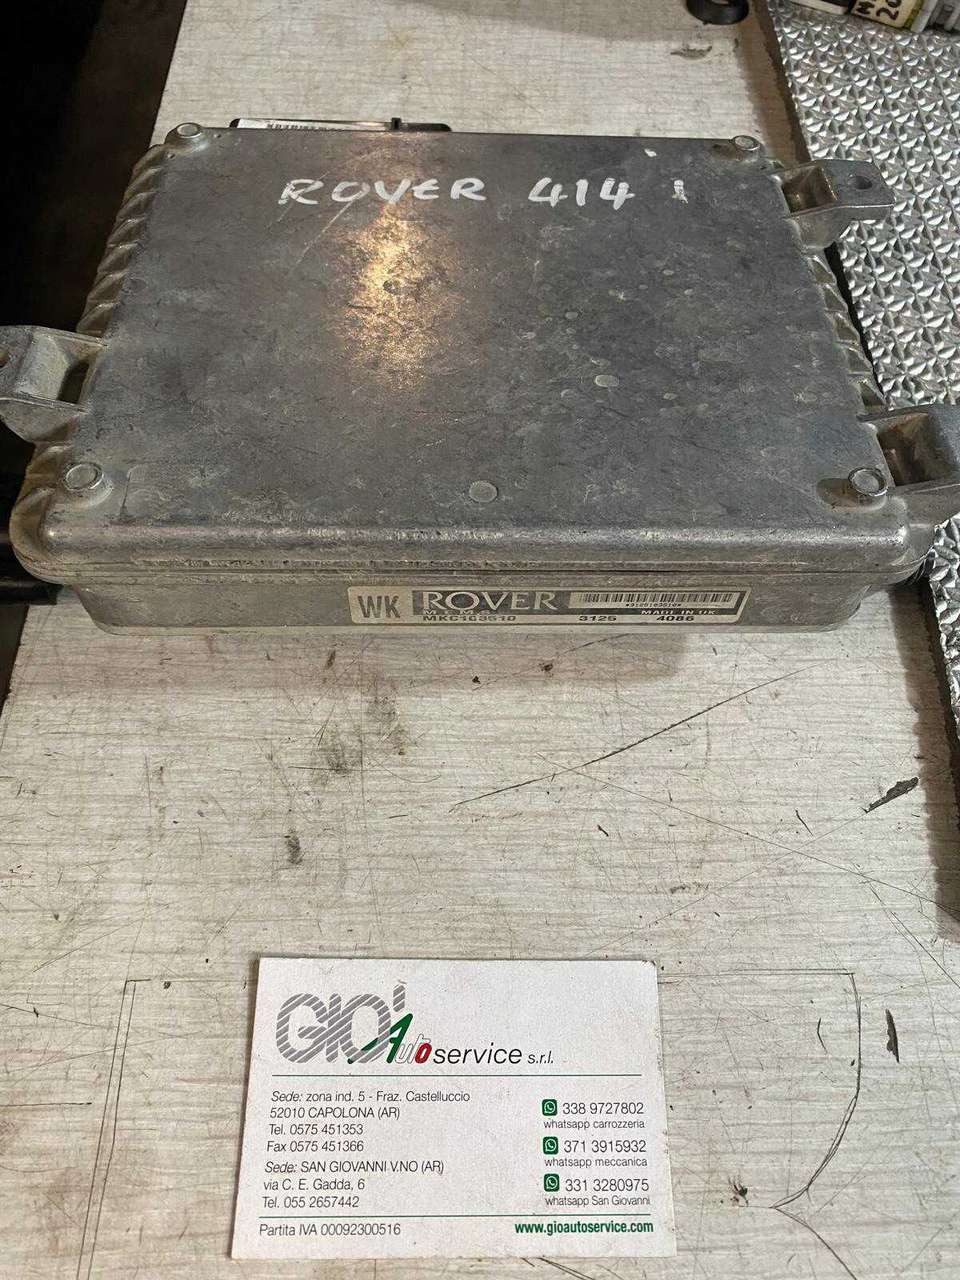 ROVER 414 i
WK ROVER
*3125103510*
M.E.M.S. MADE IN UK
MKC103510 3125 4086
GIO' Autoservice s.r.l.
Sede: zona ind. 5 - Fraz. Castelluccio
52010 CAPOLONA (AR)
Tel. 0575 451353
Fax 0575 451366
Sede: SAN GIOVANNI V.NO (AR)
via C. E. Gadda, 6
Tel. 055 2657442
338 9727802
whatsapp carrozzeria
371 3915932
whatsapp meccanica
331 3280975
whatsapp San Giovanni
Partita IVA 00092300516
www.gioautoservice.com